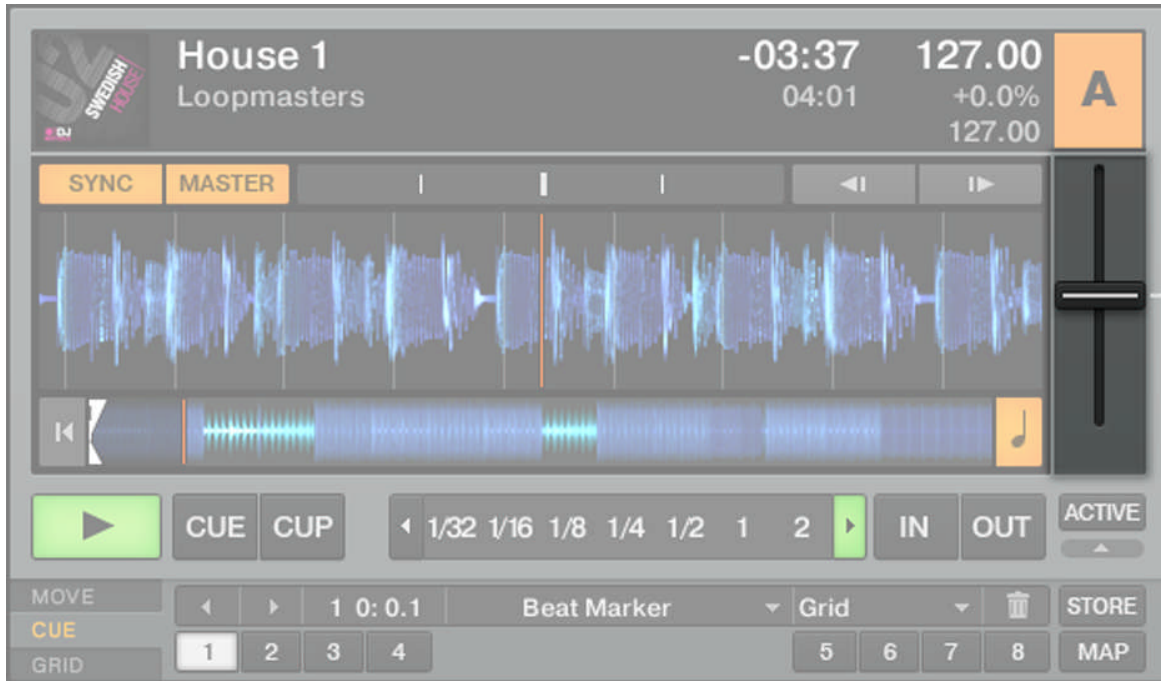 SWEDISH
HOUSE
DJ
House 1
-03:37
127.00
Loopmasters
04:01
+0.0%
127.00
A
SYNC
MASTER
CUE
CUP
1/32 1/16 1/8 1/4 1/2 1 2
IN
OUT
ACTIVE
MOVE
CUE
GRID
1 0: 0.1
Beat Marker
Grid
STORE
1 2 3 4
5 6 7 8
MAP